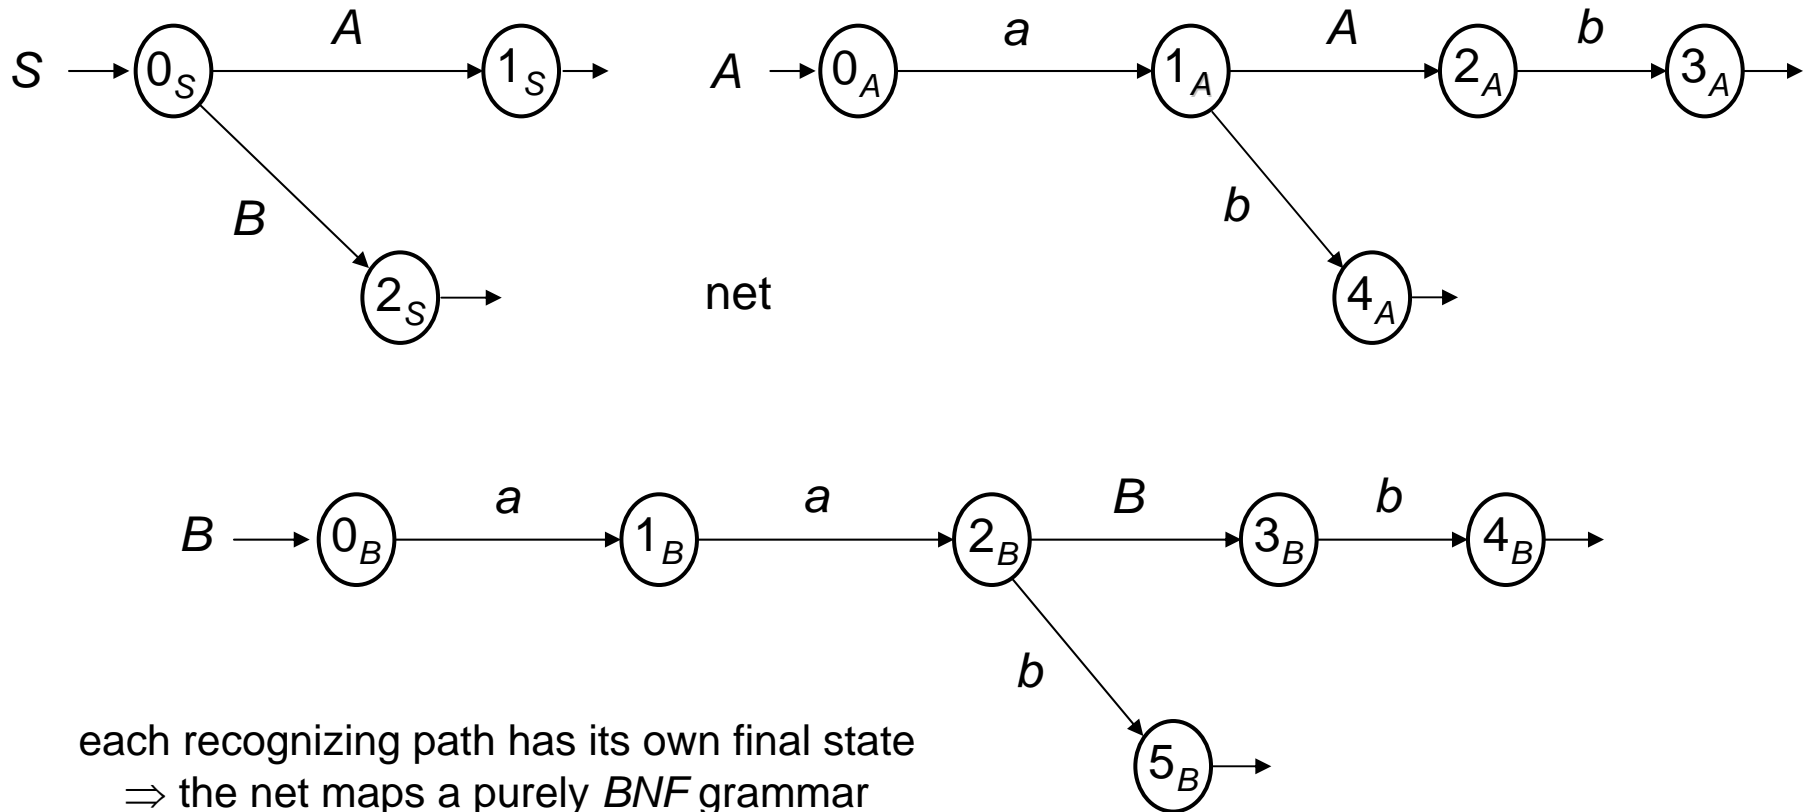 S → 0S A 1S →
B
2S →
A → 0A a 1A A 2A b 3A →
b
4A →
net
B → 0B a 1B a 2B B 3B b 4B →
b
5B →
each recognizing path has its own final state
⇒ the net maps a purely BNF grammar